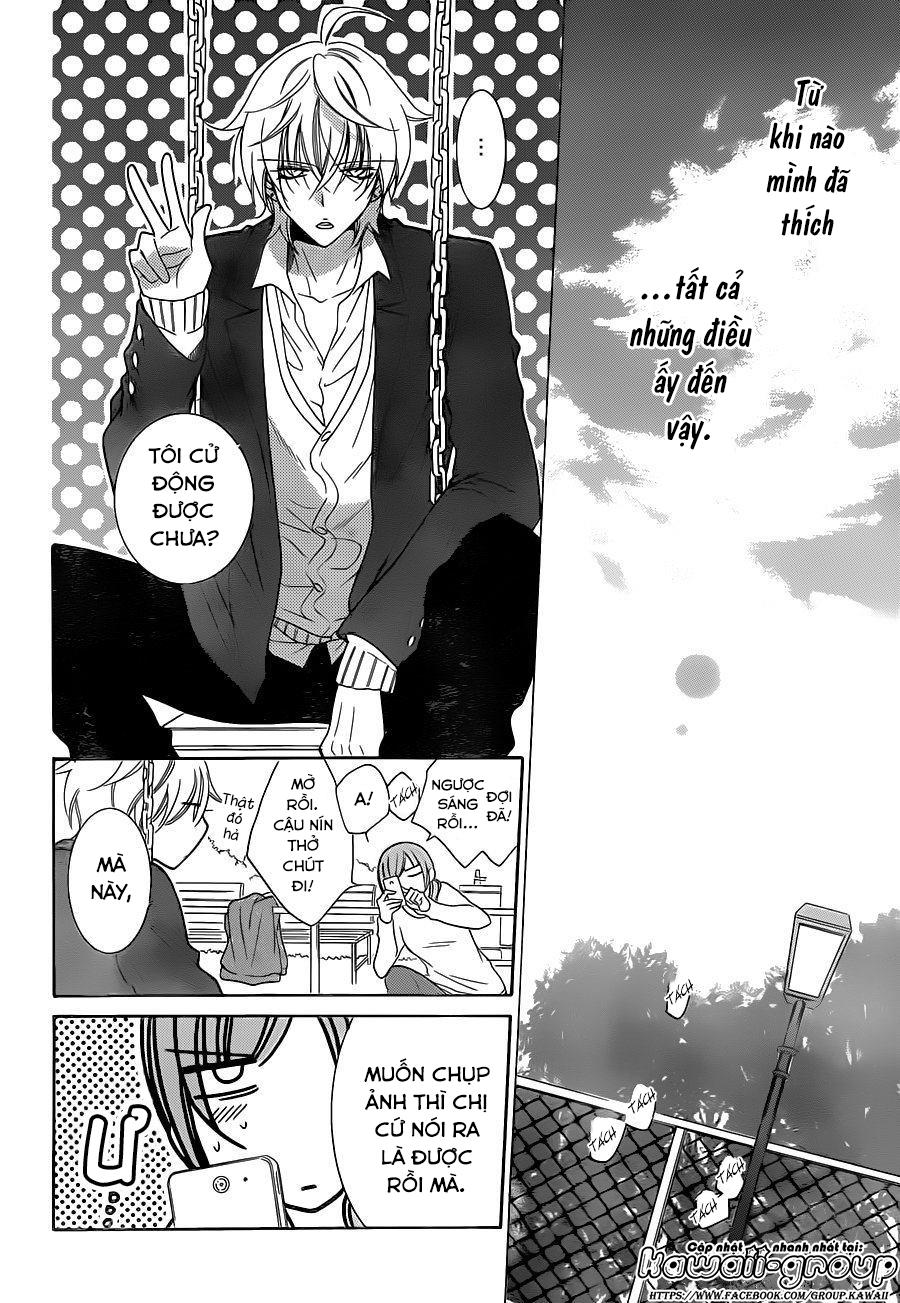 Từ
khi nào
mình đã
thích
...tất cả
những điều
ấy đến
vậy.
TÁCH
TÁCH
TÁCH
TÁCH
TÁCH
...
TÔI CỬ
ĐỘNG
ĐƯỢC
CHƯA?
ĐỢI
ĐÃ!
NGƯỢC
SÁNG
RỒI...
TÁCH
A!
MỜ
RỒI.
CẬU NÍN
THỞ
CHÚT
ĐI!
Thật
đó
hả
MÀ
NÀY,
MUỐN CHỤP
ẢNH THÌ CHỊ
CỨ NÓI RA
LÀ ĐƯỢC
RỒI MÀ.
Ư
Cập nhật nhanh nhất tại:
Kawaii-group
HTTPS://WWW.FACEBOOK.COM/GROUP.KAWAII